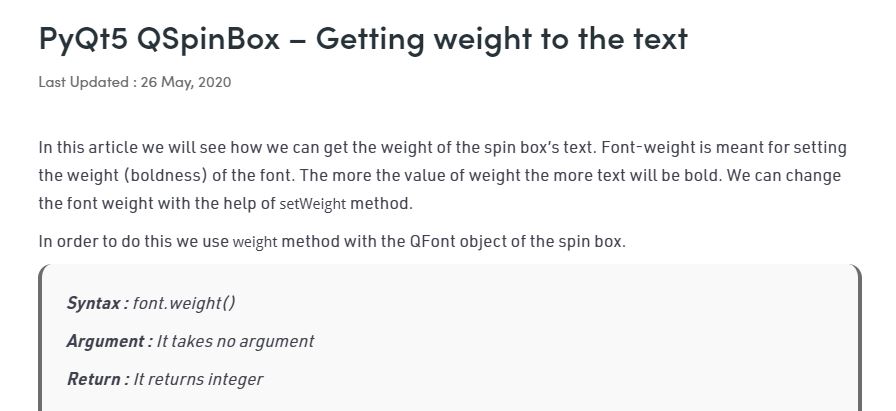 PyQt5 QSpinBox – Getting weight to the text
Last Updated : 26 May, 2020
In this article we will see how we can get the weight of the spin box’s text. Font-weight is meant for setting
the weight (boldness) of the font. The more the value of weight the more text will be bold. We can change
the font weight with the help of setWeight method.
In order to do this we use weight method with the QFont object of the spin box.
Syntax : font.weight()
Argument : It takes no argument
Return : It returns integer